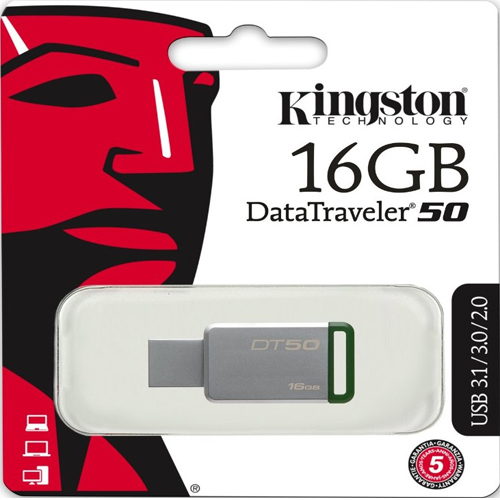 Kingston
TECHNOLOGY
16GB
DataTraveler® 50
DT50
16GB
USB 3.1 / 3.0 / 2.0
5